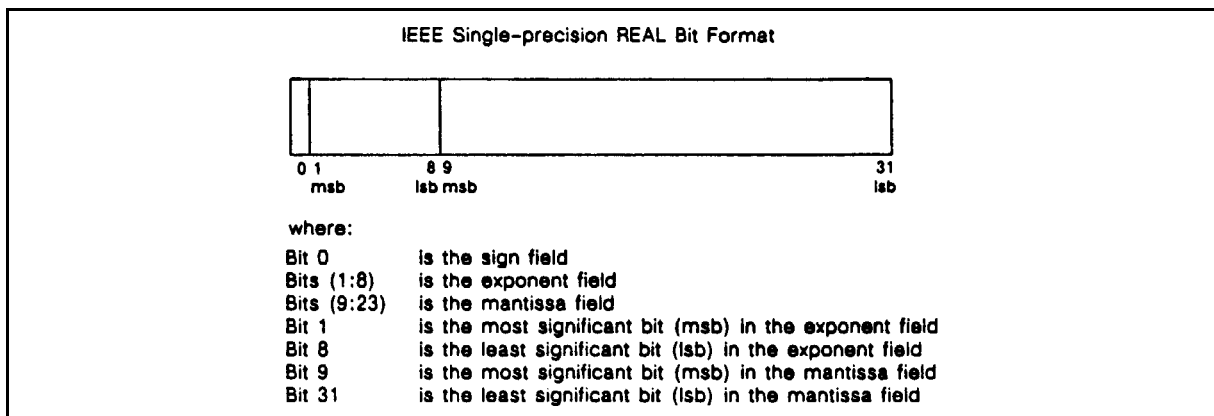 IEEE Single-precision REAL Bit Format
0 1 8 9 31
msb lsb msb lsb
where:
Bit 0 is the sign field
Bits (1:8) is the exponent field
Bits (9:23) is the mantissa field
Bit 1 is the most significant bit (msb) in the exponent field
Bit 8 is the least significant bit (lsb) in the exponent field
Bit 9 is the most significant bit (msb) in the mantissa field
Bit 31 is the least significant bit (lsb) in the mantissa field